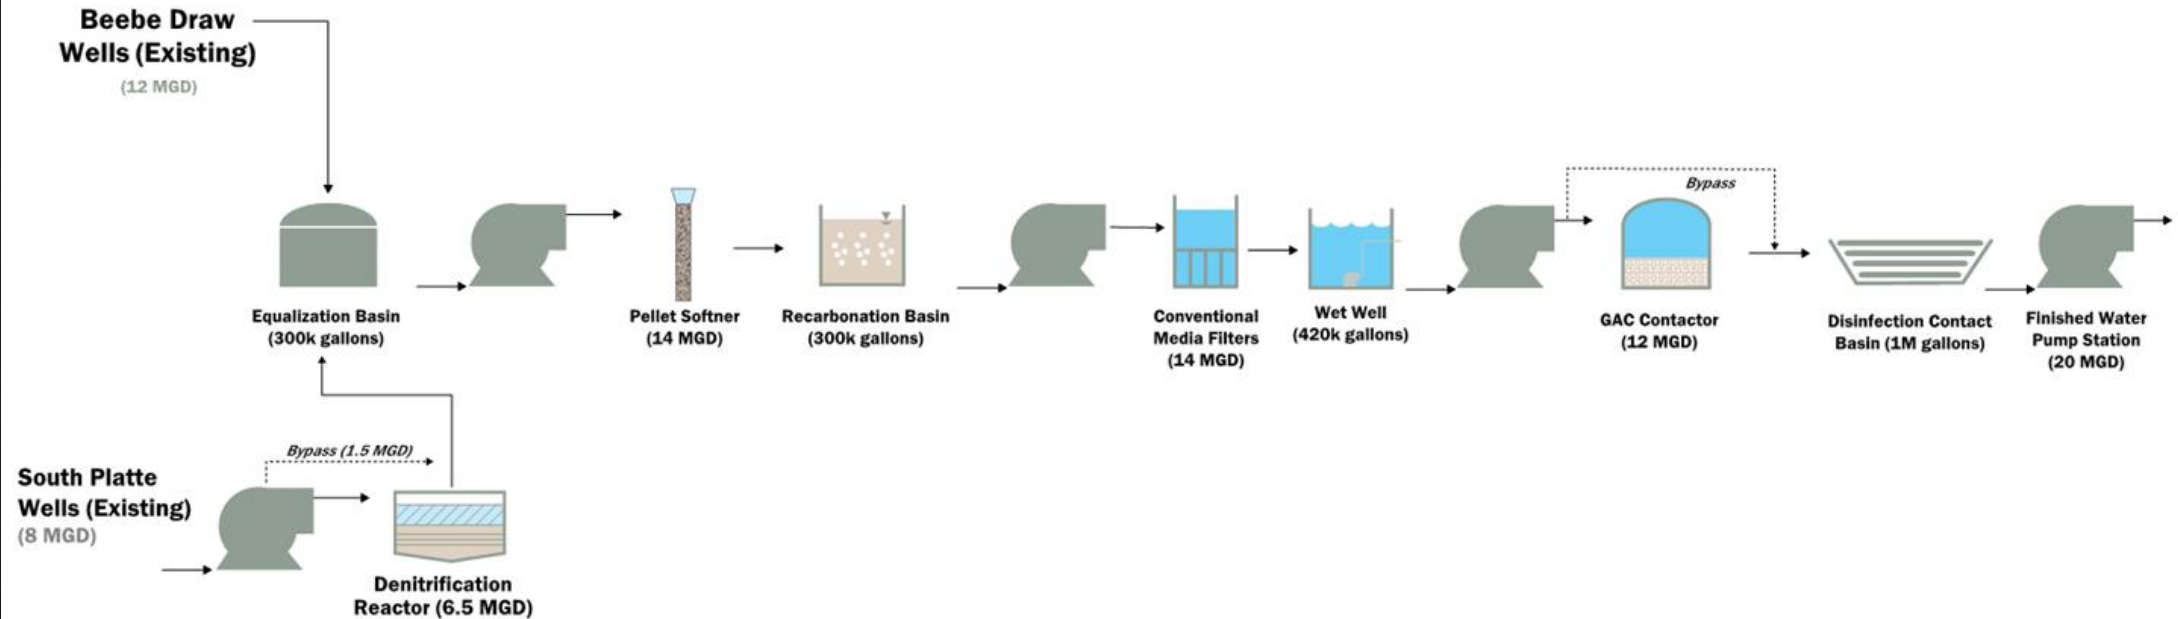 Beebe Draw
Wells (Existing)
(12 MGD)
Bypass
Equalization Basin
(300k gallons)
Pellet Softner
(14 MGD)
Recarbonation Basin
(300k gallons)
Conventional
Media Filters
(14 MGD)
Wet Well
(420k gallons)
GAC Contactor
(12 MGD)
Disinfection Contact
Basin (1M gallons)
Finished Water
Pump Station
(20 MGD)
Bypass (1.5 MGD)
South Platte
Wells (Existing)
(8 MGD)
Denitrification
Reactor (6.5 MGD)